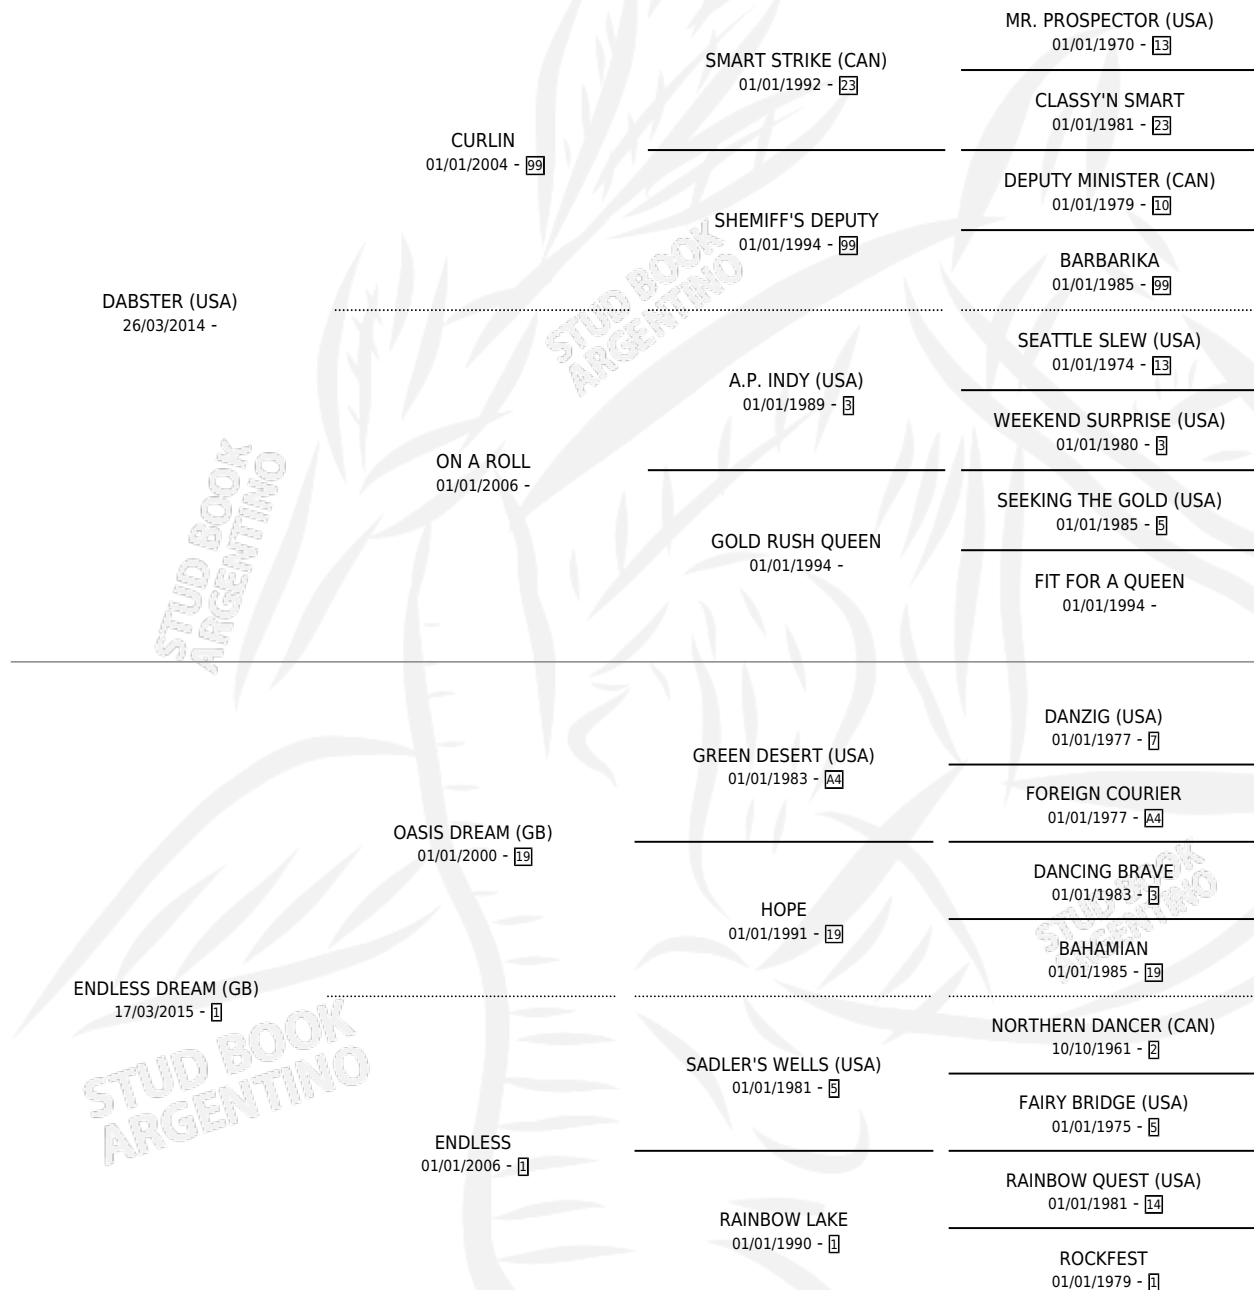 MR. PROSPECTOR (USA)
01/01/1970 - 13
SMART STRIKE (CAN)
01/01/1992 - 23
CLASSY'N SMART
01/01/1981 - 23
CURLIN
01/01/2004 - 99
DEPUTY MINISTER (CAN)
01/01/1979 - 10
SHEMIFF'S DEPUTY
01/01/1994 - 99
BARBARIKA
01/01/1985 - 99
DABSTER (USA)
26/03/2014 -
STUD BOOK
ARGENTINO
SEATTLE SLEW (USA)
01/01/1974 - 13
A.P. INDY (USA)
01/01/1989 - 3
WEEKEND SURPRISE (USA)
01/01/1980 - 3
ON A ROLL
01/01/2006 -
SEEKING THE GOLD (USA)
01/01/1985 - 5
GOLD RUSH QUEEN
01/01/1994 -
FIT FOR A QUEEN
01/01/1994 -
STUD BOOK
ARGENTINO
DANZIG (USA)
01/01/1977 - 7
GREEN DESERT (USA)
01/01/1983 - A4
FOREIGN COURIER
01/01/1977 - A4
OASIS DREAM (GB)
01/01/2000 - 19
DANCING BRAVE
01/01/1983 - 3
HOPE
01/01/1991 - 19
BAHAMIAN
01/01/1985 - 19
STUD BOOK
ARGENTINO
ENDLESS DREAM (GB)
17/03/2015 - 1
STUD BOOK
ARGENTINO
NORTHERN DANCER (CAN)
10/10/1961 - 2
SADLER'S WELLS (USA)
01/01/1981 - 5
FAIRY BRIDGE (USA)
01/01/1975 - 5
ENDLESS
01/01/2006 - 1
RAINBOW QUEST (USA)
01/01/1981 - 14
RAINBOW LAKE
01/01/1990 - 1
ROCKFEST
01/01/1979 - 1